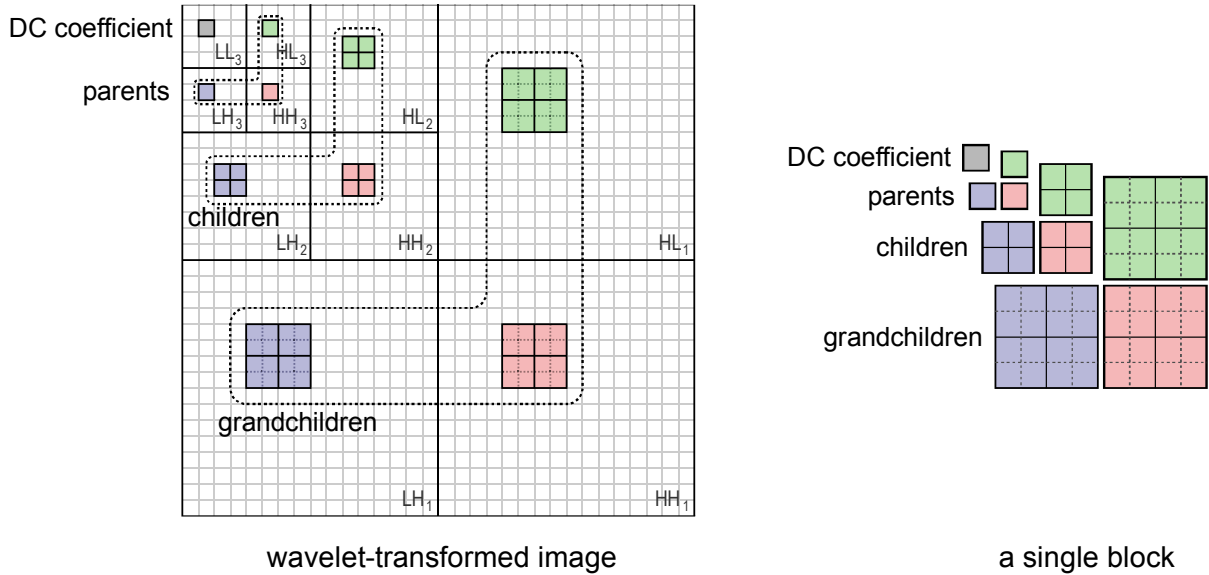 DC coefficient
LL3
HL3
parents
LH3
HH3
HL2
children
LH2
HH2
HL1
grandchildren
LH1
HH1
wavelet-transformed image
DC coefficient
parents
children
grandchildren
a single block